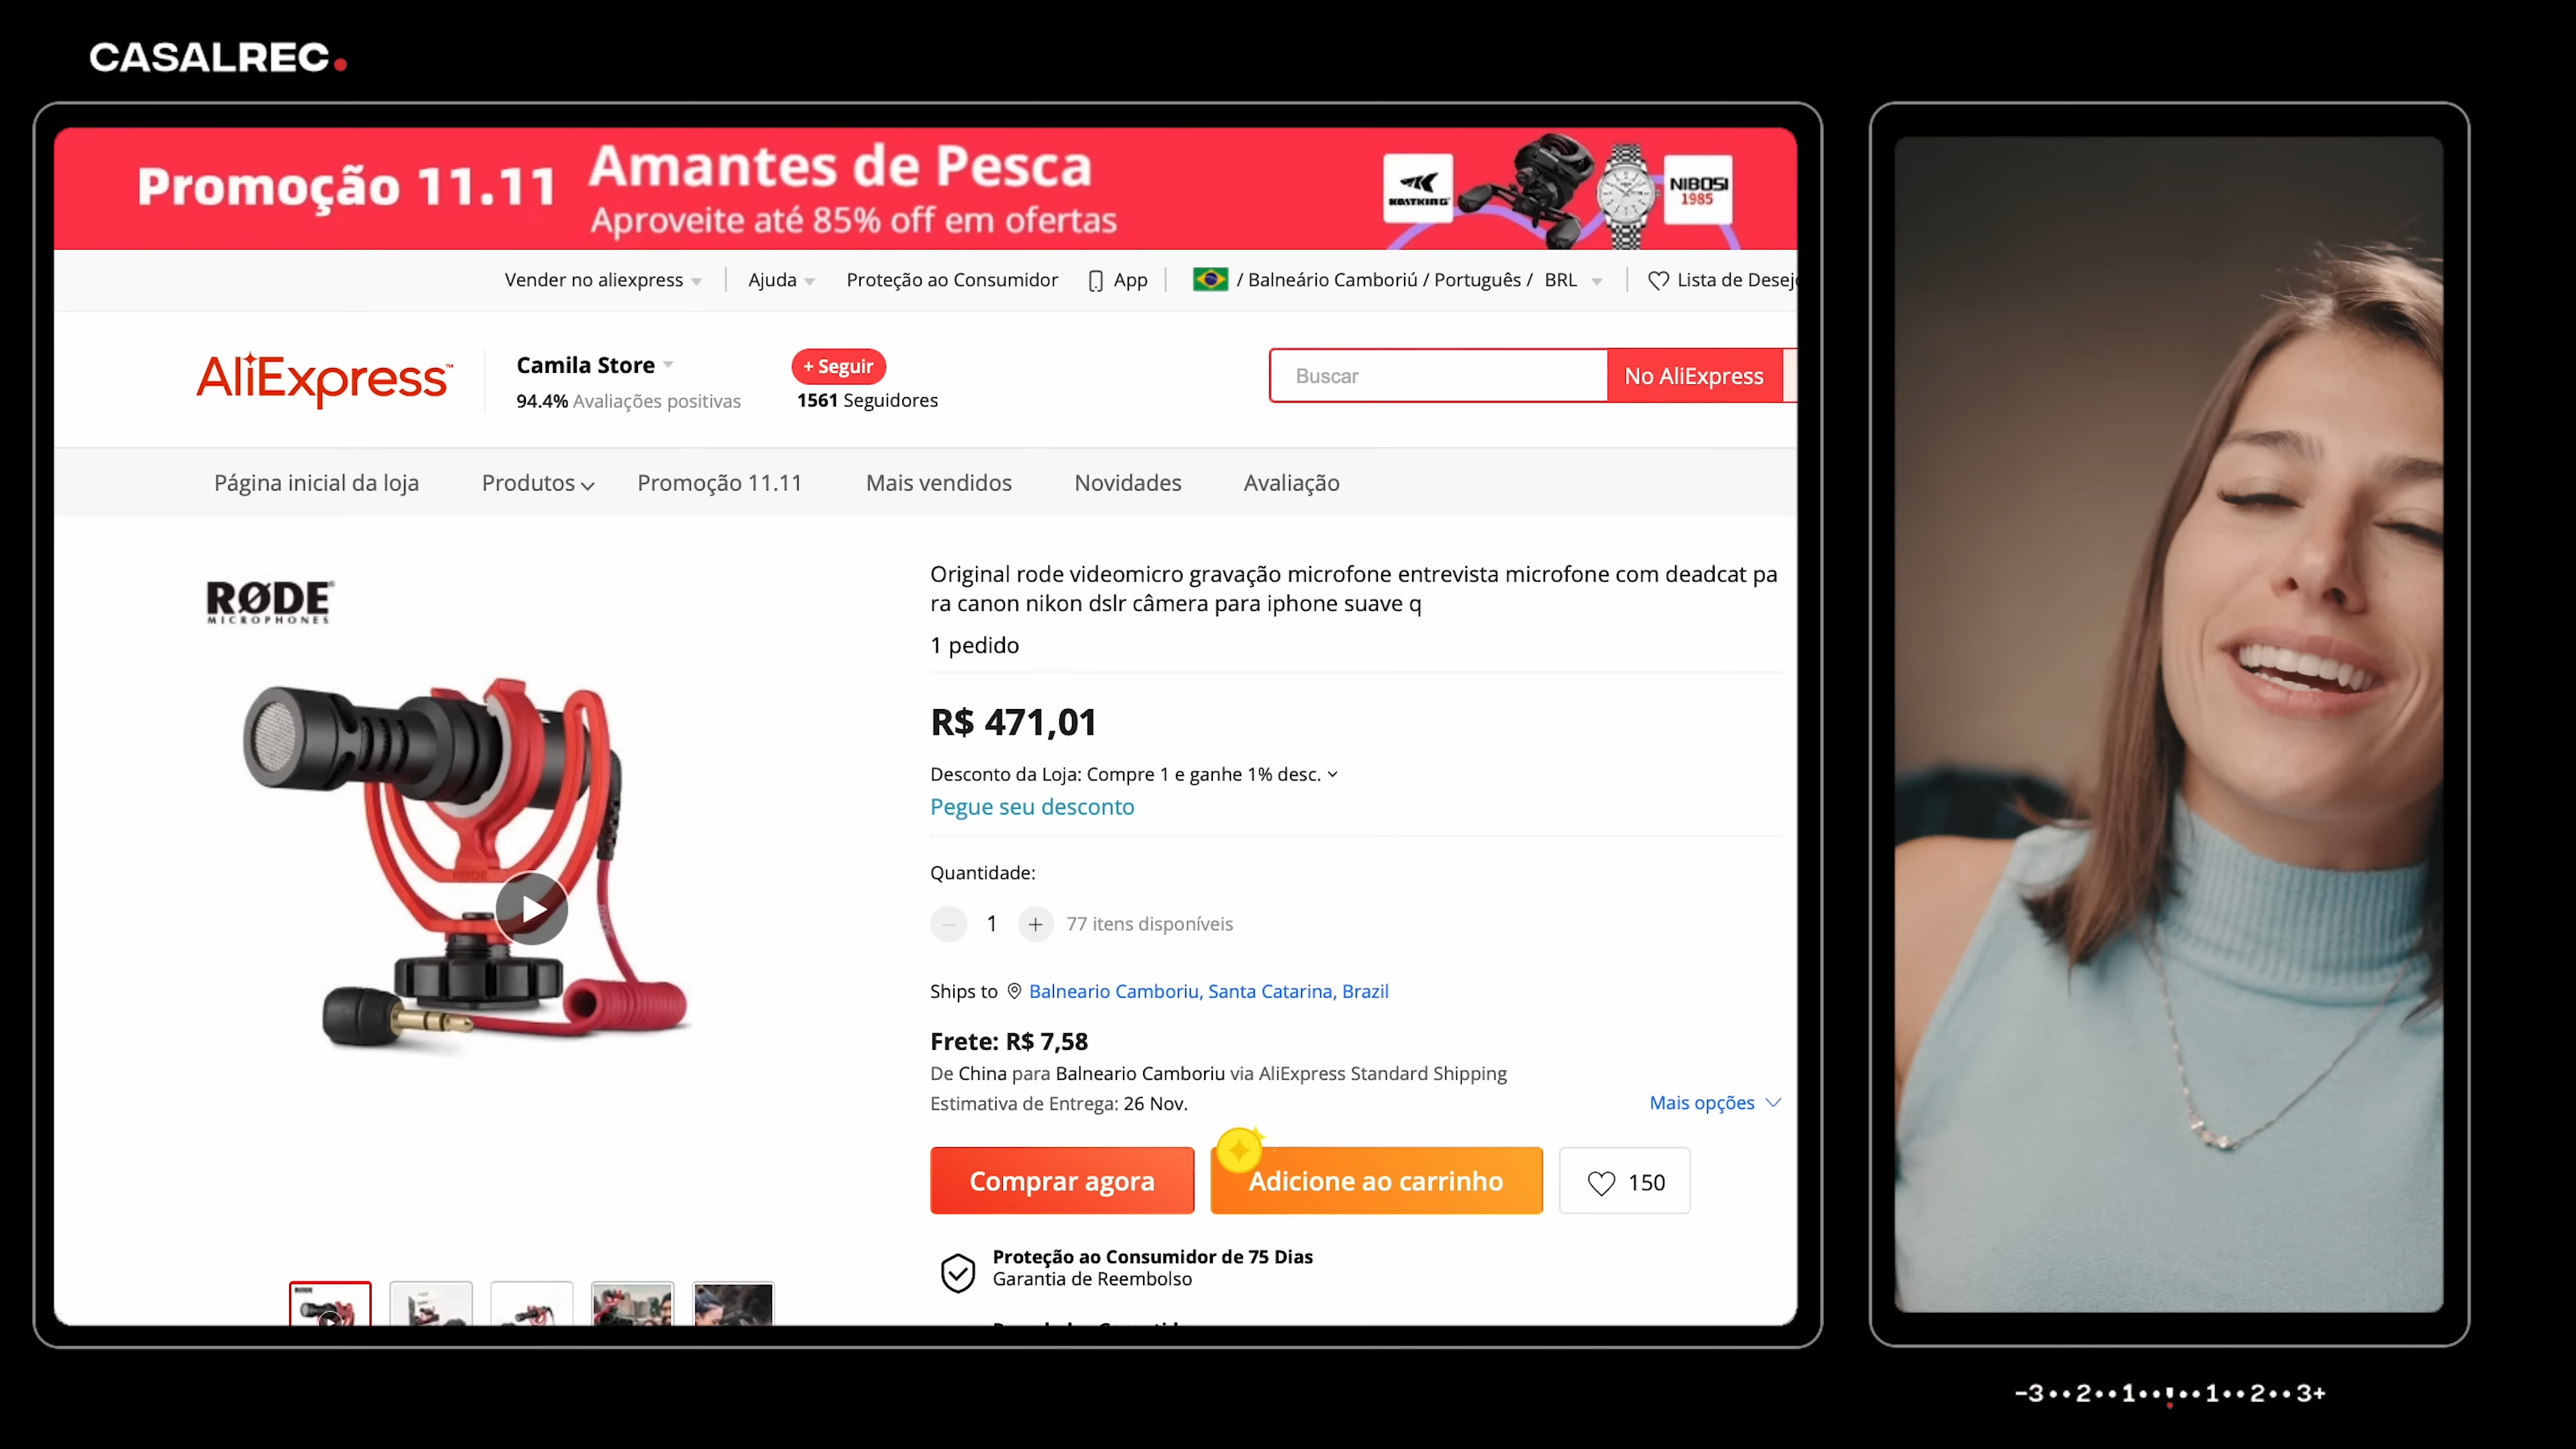 CASALREC.
Promoção 11.11
Amantes de Pesca
Aproveite até 85% off em ofertas
KASTKING
NIBOSI
1985
Vender no aliexpress
Ajuda
Proteção ao Consumidor
App
/ Balneário Camboriú / Português / BRL
Lista de Desej
AliExpress™
Camila Store
94.4% Avaliações positivas
+ Seguir
1561 Seguidores
Buscar
No AliExpress
Página inicial da loja
Produtos
Promoção 11.11
Mais vendidos
Novidades
Avaliação
RØDE®
MICROPHONES
Original rode videomicro gravação microfone entrevista microfone com deadcat pa
ra canon nikon dslr câmera para iphone suave q
1 pedido
R$ 471,01
Desconto da Loja: Compre 1 e ganhe 1% desc.
Pegue seu desconto
Quantidade:
1
77 itens disponíveis
Ships to Balneario Camboriu, Santa Catarina, Brazil
Frete: R$ 7,58
De China para Balneario Camboriu via AliExpress Standard Shipping
Estimativa de Entrega: 26 Nov.
Mais opções
Comprar agora
Adicione ao carrinho
150
Proteção ao Consumidor de 75 Dias
Garantia de Reembolso
-3••2••1••!••1••2••3+